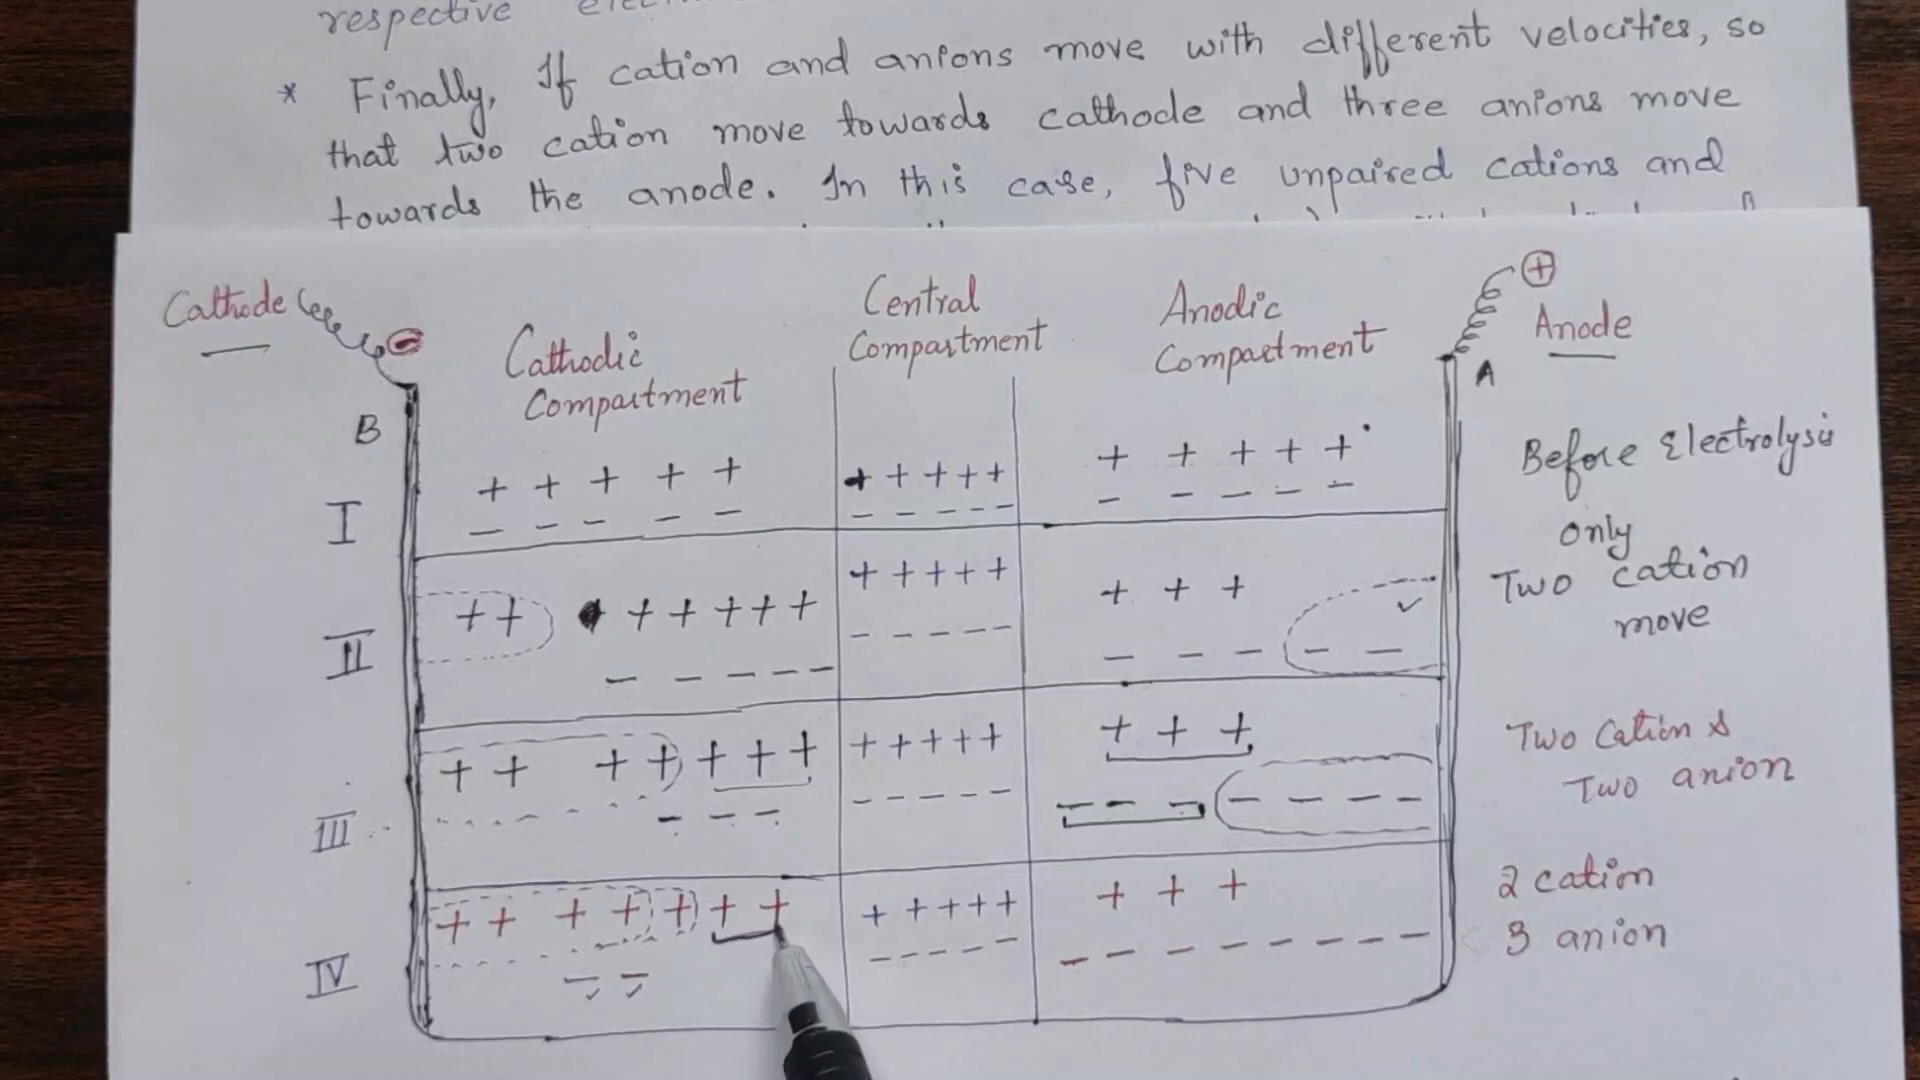 respective
* Finally, If cation and anions move with different velocities, so
that two cation move towards cathode and three anions move
towards the anode. In this case, five unpaired cations and
Cathode
⊖
Cathodic
Compartment
Central
Compartment
Anodic
Compartment
⊕
Anode
A
B
I
+ + + + +
- - - - -
+ + + + +
- - - - -
+ + + + +
- - - - -
Before Electrolysis
II
+ + + + + + +
- - - - -
+ + + + +
- - - - -
+ + +
- - - - -
only
Two cation
move
III
+ + + + + + +
- - -
+ + + + +
- - - - -
+ + +
- - - - - - -
Two Cation &
Two anion
IV
+ + + + + + +
- -
+ + + + +
- - - - -
+ + +
- - - - - - - -
2 cation
3 anion